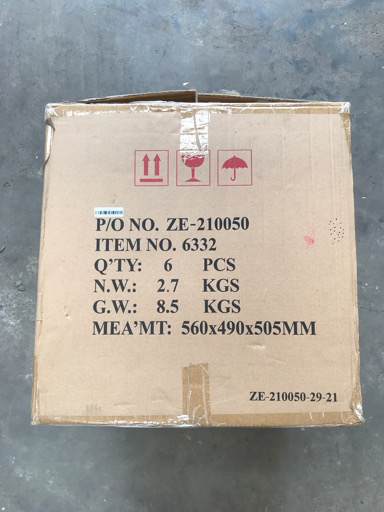 P/O NO. ZE-210050
ITEM NO. 6332
Q'TY: 6 PCS
N.W.: 2.7 KGS
G.W.: 8.5 KGS
MEA'MT: 560x490x505MM
ZE-210050-29-21